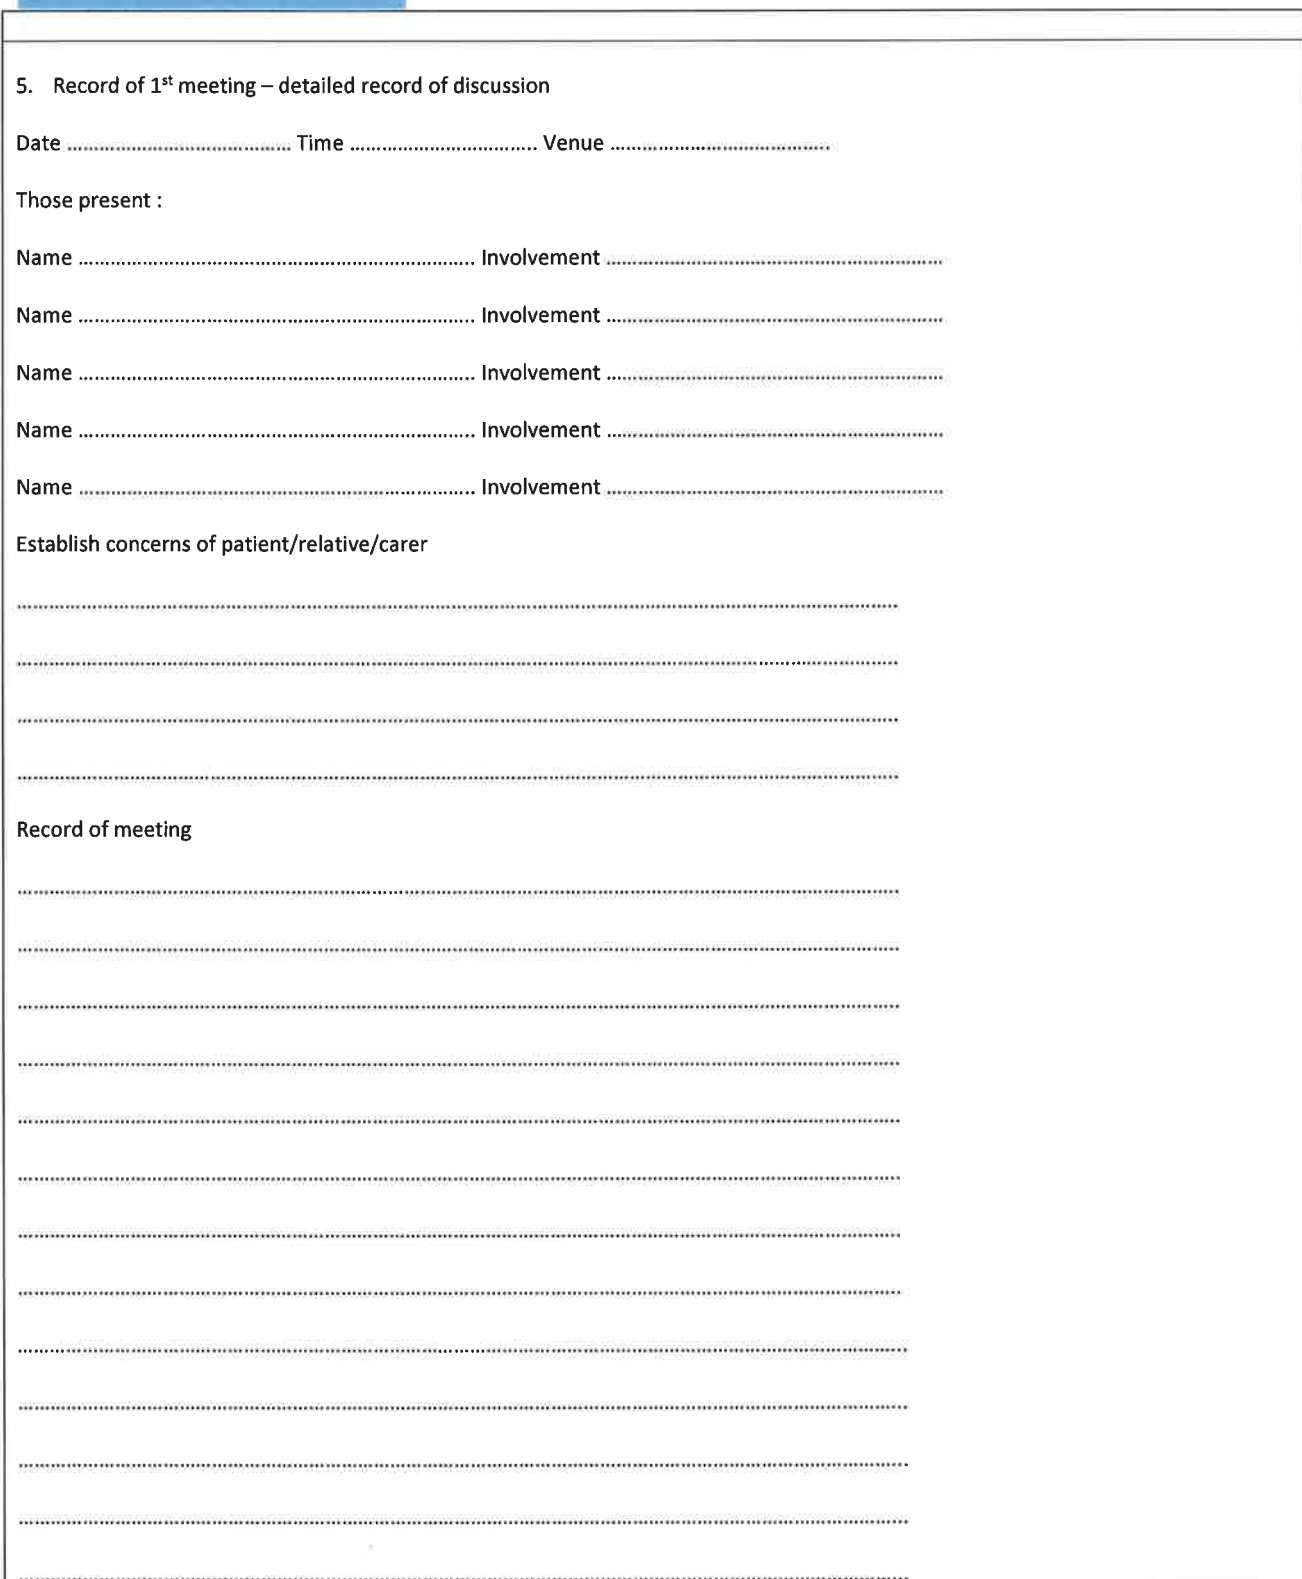 5. Record of 1st meeting – detailed record of discussion
Date ........................................ Time .................................. Venue ........................................
Those present :
Name ........................................................................ Involvement .............................................................
Name ........................................................................ Involvement .............................................................
Name ........................................................................ Involvement .............................................................
Name ........................................................................ Involvement .............................................................
Name ........................................................................ Involvement .............................................................
Establish concerns of patient/relative/carer
Record of meeting